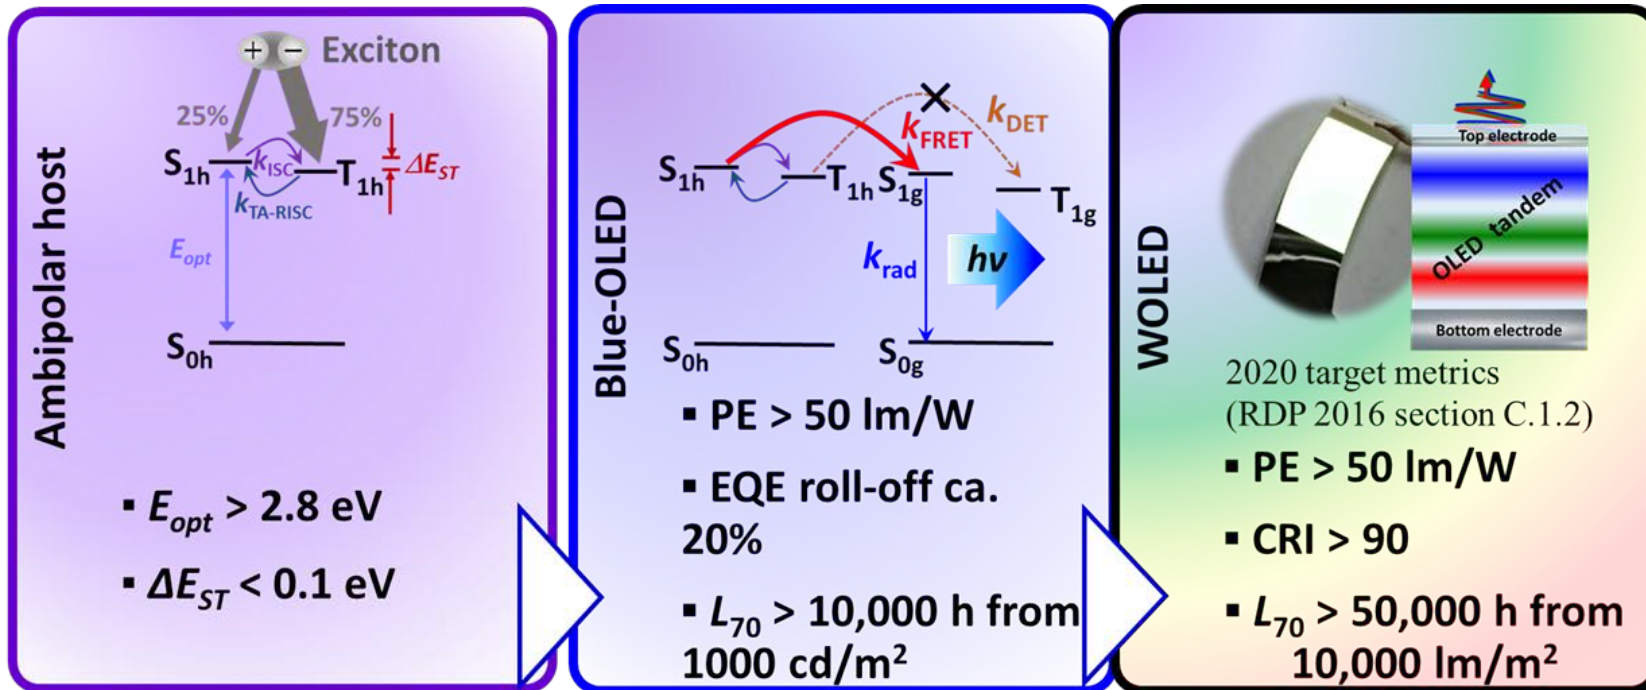 Ambipolar host
+ − Exciton
25% 75%
S1h kISC T1h ΔEST
kTA-RISC
Eopt
S0h
▪ Eopt > 2.8 eV
▪ ΔEST < 0.1 eV
Blue-OLED
kDET
kFRET
S1h T1h S1g T1g
krad hν
S0h S0g
▪ PE > 50 lm/W
▪ EQE roll-off ca.
20%
▪ L70 > 10,000 h from
1000 cd/m²
WOLED
Top electrode
OLED tandem
Bottom electrode
2020 target metrics
(RDP 2016 section C.1.2)
▪ PE > 50 lm/W
▪ CRI > 90
▪ L70 > 50,000 h from
10,000 lm/m²